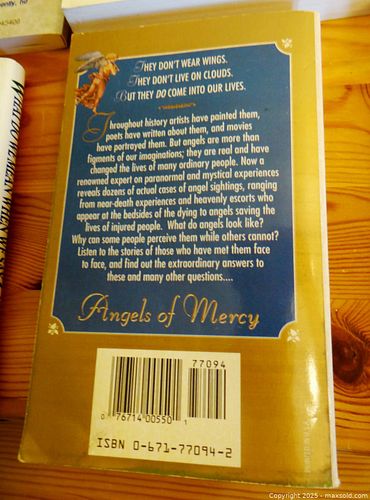 ently, he
45400
THEY DON'T WEAR WINGS.
THEY DON'T LIVE ON CLOUDS.
BUT THEY DO COME INTO OUR LIVES.
Throughout history artists have painted them,
poets have written about them, and movies
have portrayed them. But angels are more than
figments of our imaginations; they are real and have
changed the lives of many ordinary people. Now a
renowned expert on paranormal and mystical experiences
reveals dozens of actual cases of angel sightings, ranging
from near-death experiences and heavenly escorts who
appear at the bedsides of the dying to angels saving the
lives of injured people. What do angels look like?
Why can some people perceive them while others cannot?
Listen to the stories of those who have met them face
to face, and find out the extraordinary answers to
these and many other questions....
Angels of Mercy
77094
0 76714 00550 1
ISBN 0-671-77094-2
Copyright 2025 - maxsold.com